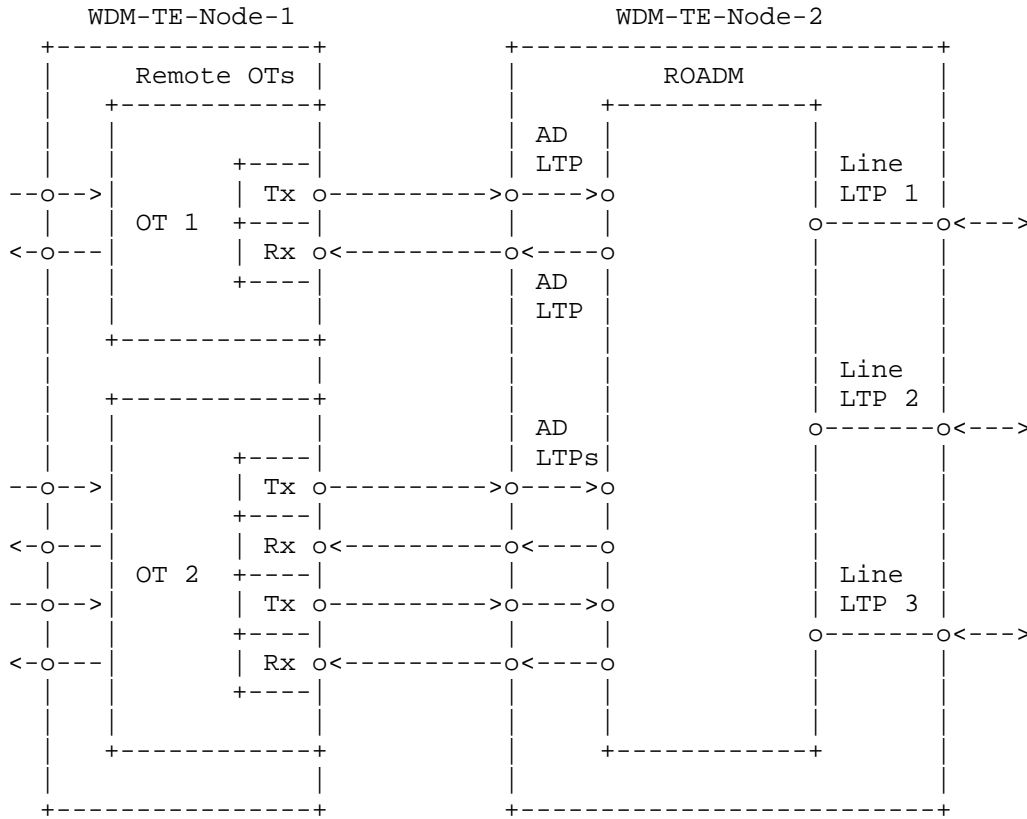 WDM-TE-Node-1 WDM-TE-Node-2
Remote OTs ROADM
AD
LTP Line
Tx LTP 1
OT 1
Rx
AD
LTP
Line
LTP 2
AD
LTPs
Tx
Rx
OT 2 Line
Tx LTP 3
Rx